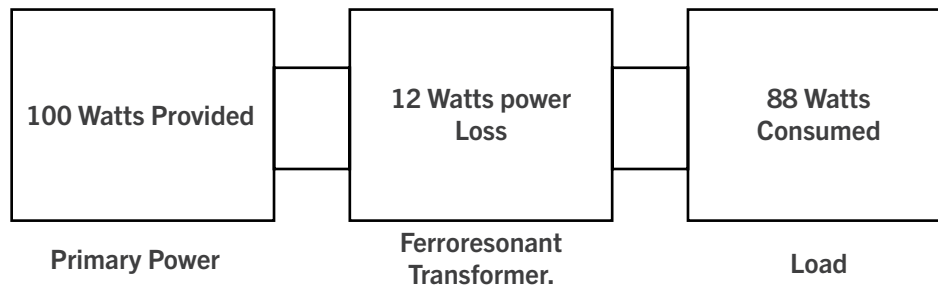 100 Watts Provided
12 Watts power
Loss
88 Watts
Consumed
Primary Power
Ferroresonant
Transformer.
Load